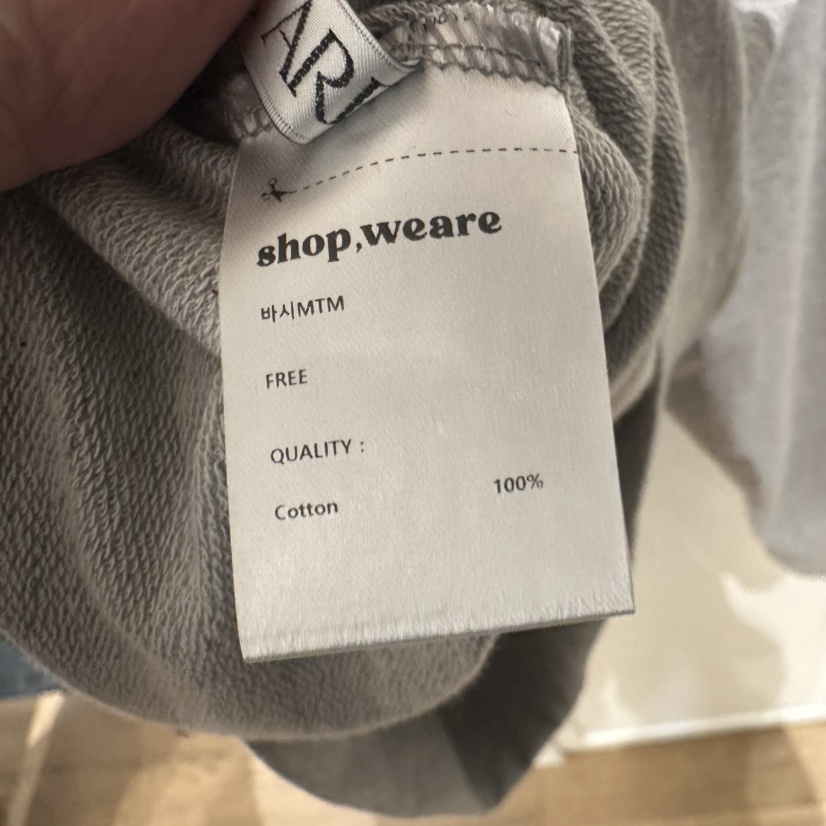 shop,weare
바시MTM
FREE
QUALITY :
Cotton 100%